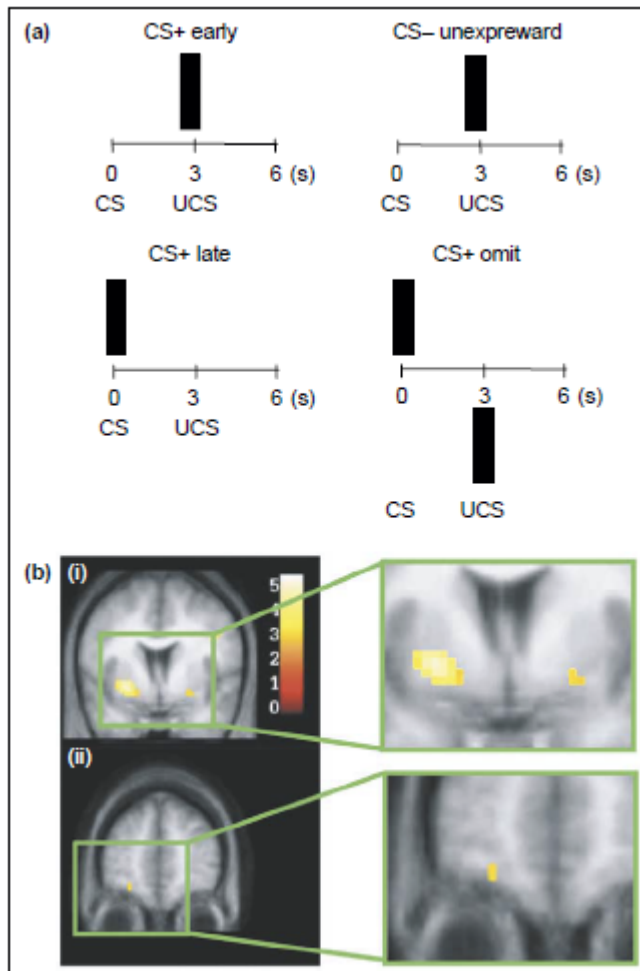 (a)
CS+ early
0 3 6 (s)
CS UCS
CS– unexpreward
0 3 6 (s)
CS UCS
CS+ late
0 3 6 (s)
CS UCS
CS+ omit
0 3 6 (s)
CS UCS
(b)
(i)
5
4
3
2
1
0
(ii)